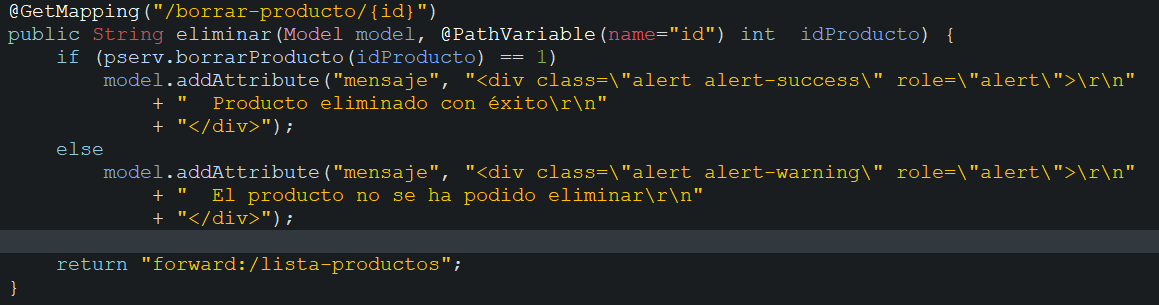 @GetMapping("/borrar-producto/{id}")
public String eliminar(Model model, @PathVariable(name="id") int  idProducto) {
    if (pserv.borrarProducto(idProducto) == 1)
        model.addAttribute("mensaje", "<div class=\"alert alert-success\" role=\"alert\">\r\n"
            + "  Producto eliminado con éxito\r\n"
            + "</div>");
    else
        model.addAttribute("mensaje", "<div class=\"alert alert-warning\" role=\"alert\">\r\n"
            + "  El producto no se ha podido eliminar\r\n"
            + "</div>");
    return "forward:/lista-productos";
}